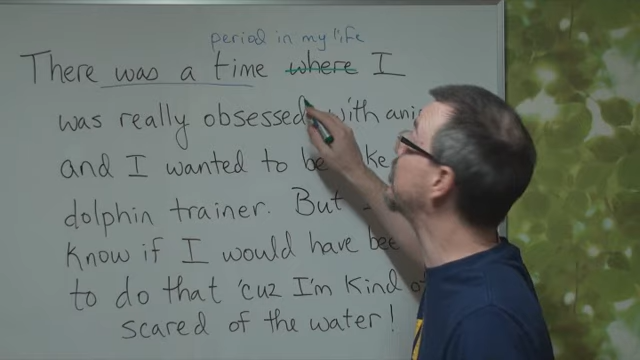 period in my life
There was a time where I
was really obsessed with
and I wanted to be
dolphin trainer. But
know if I would have
to do that 'cuz I'm kind
scared of the water!